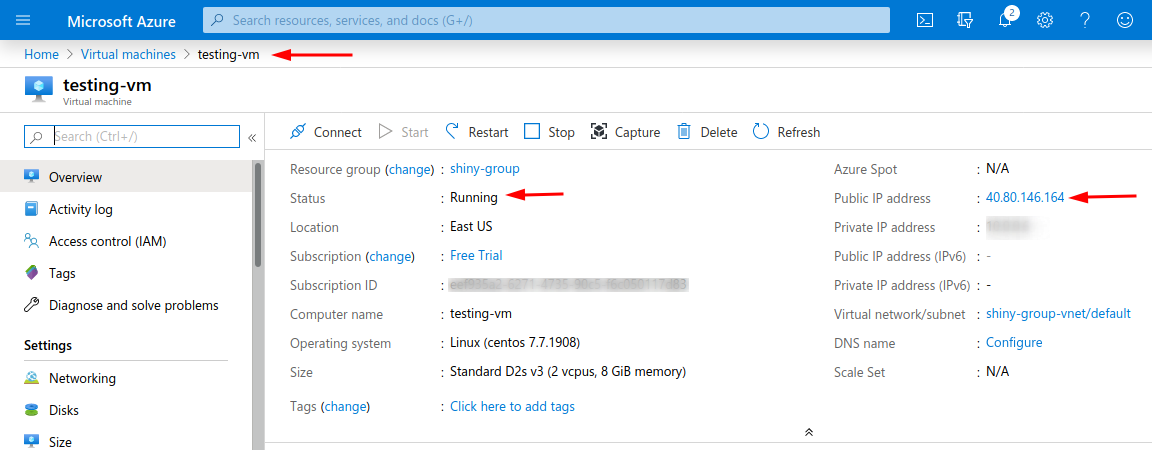 Microsoft Azure
Search resources, services, and docs (G+/)
2
Home > Virtual machines > testing-vm
testing-vm
Virtual machine
Search (Ctrl+/)
«
Connect Start Restart Stop Capture Delete Refresh
Overview
Activity log
Access control (IAM)
Tags
Diagnose and solve problems
Settings
Networking
Disks
Size
Resource group (change) : shiny-group
Status : Running
Location : East US
Subscription (change) : Free Trial
Subscription ID :
Computer name : testing-vm
Operating system : Linux (centos 7.7.1908)
Size : Standard D2s v3 (2 vcpus, 8 GiB memory)
Tags (change) : Click here to add tags
Azure Spot : N/A
Public IP address : 40.80.146.164
Private IP address :
Public IP address (IPv6) : -
Private IP address (IPv6) : -
Virtual network/subnet : shiny-group-vnet/default
DNS name : Configure
Scale Set : N/A